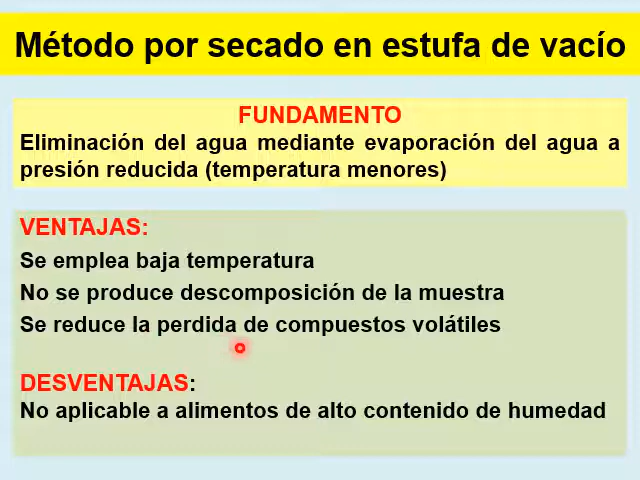 Método por secado en estufa de vacío
FUNDAMENTO
Eliminación del agua mediante evaporación del agua a
presión reducida (temperatura menores)
VENTAJAS:
Se emplea baja temperatura
No se produce descomposición de la muestra
Se reduce la perdida de compuestos volátiles
DESVENTAJAS:
No aplicable a alimentos de alto contenido de humedad